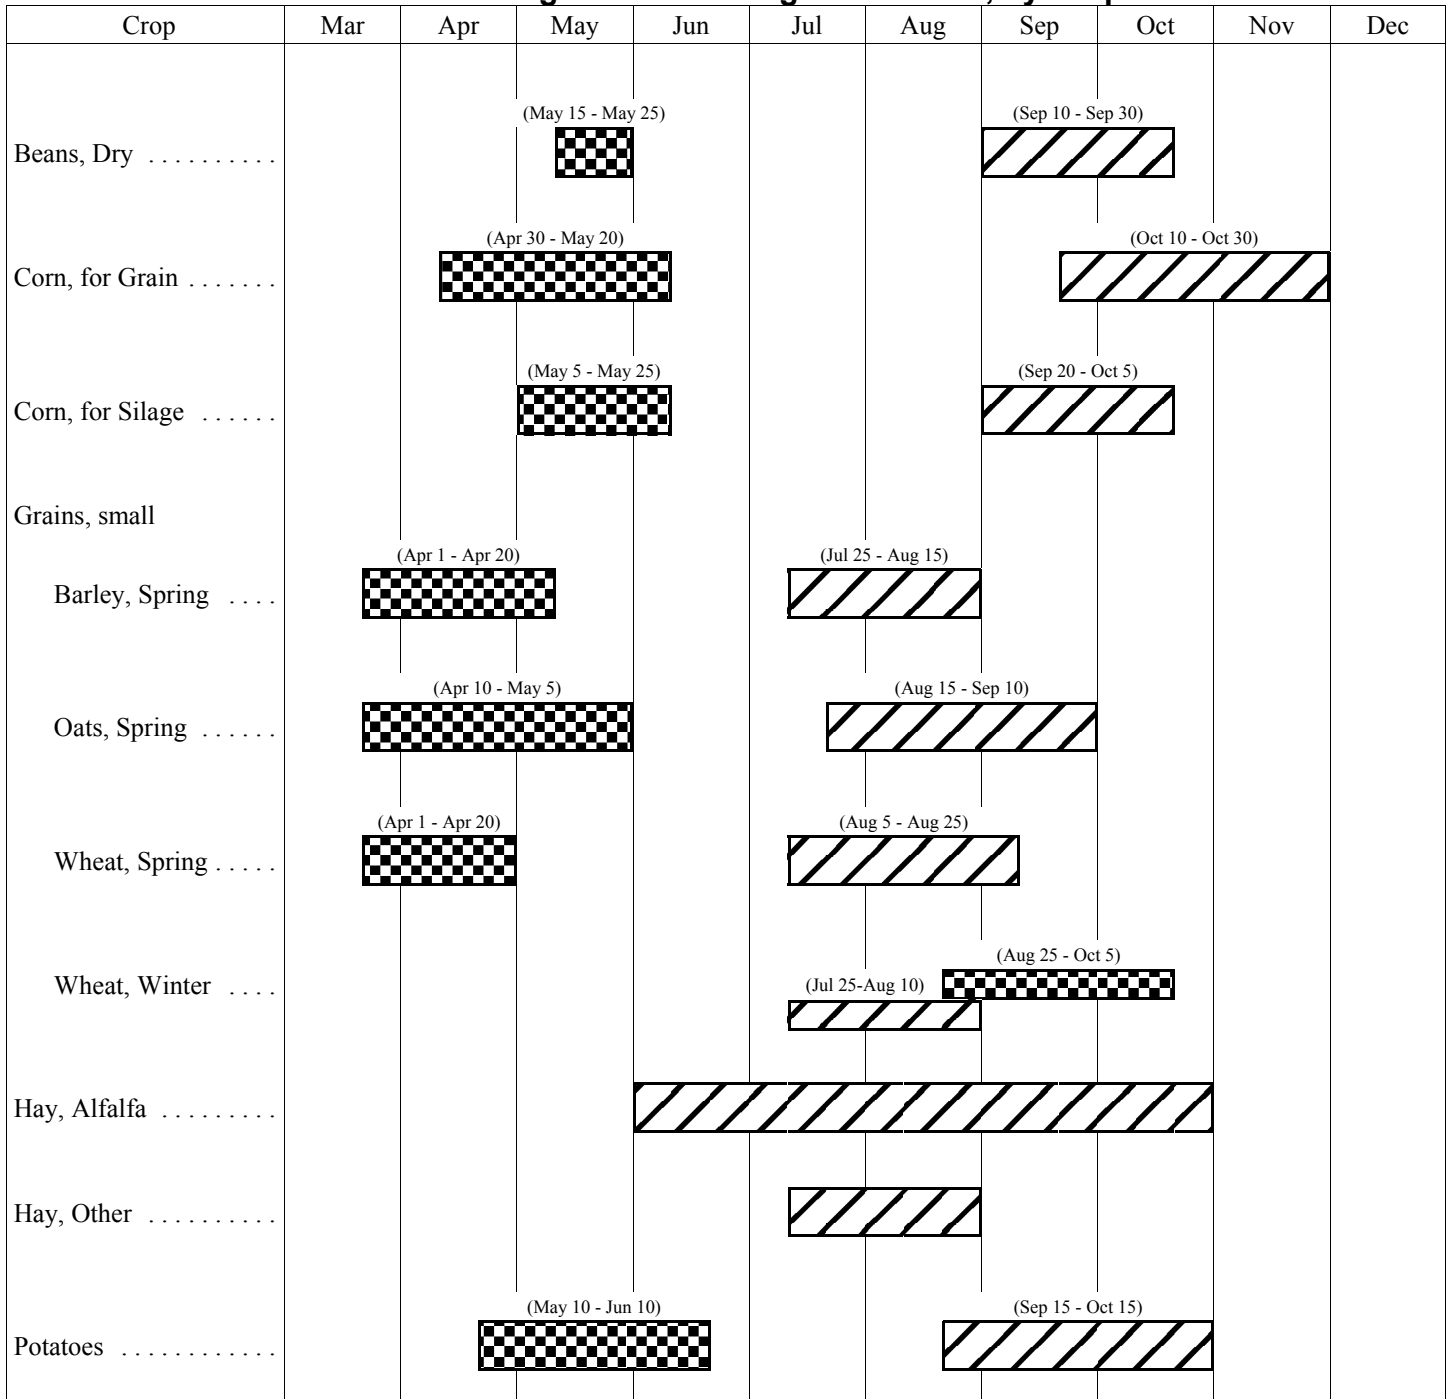 Crop Mar Apr May Jun Jul Aug Sep Oct Nov Dec
(May 15 - May 25) (Sep 10 - Sep 30)
Beans, Dry . . . . . . . . . .
(Apr 30 - May 20) (Oct 10 - Oct 30)
Corn, for Grain . . . . . . .
(May 5 - May 25) (Sep 20 - Oct 5)
Corn, for Silage . . . . . .
Grains, small
(Apr 1 - Apr 20) (Jul 25 - Aug 15)
Barley, Spring . . . .
(Apr 10 - May 5) (Aug 15 - Sep 10)
Oats, Spring . . . . . .
(Apr 1 - Apr 20) (Aug 5 - Aug 25)
Wheat, Spring . . . . .
(Aug 25 - Oct 5)
Wheat, Winter . . . . (Jul 25-Aug 10)
Hay, Alfalfa . . . . . . . . .
Hay, Other . . . . . . . . . .
(May 10 - Jun 10) (Sep 15 - Oct 15)
Potatoes . . . . . . . . . . . .